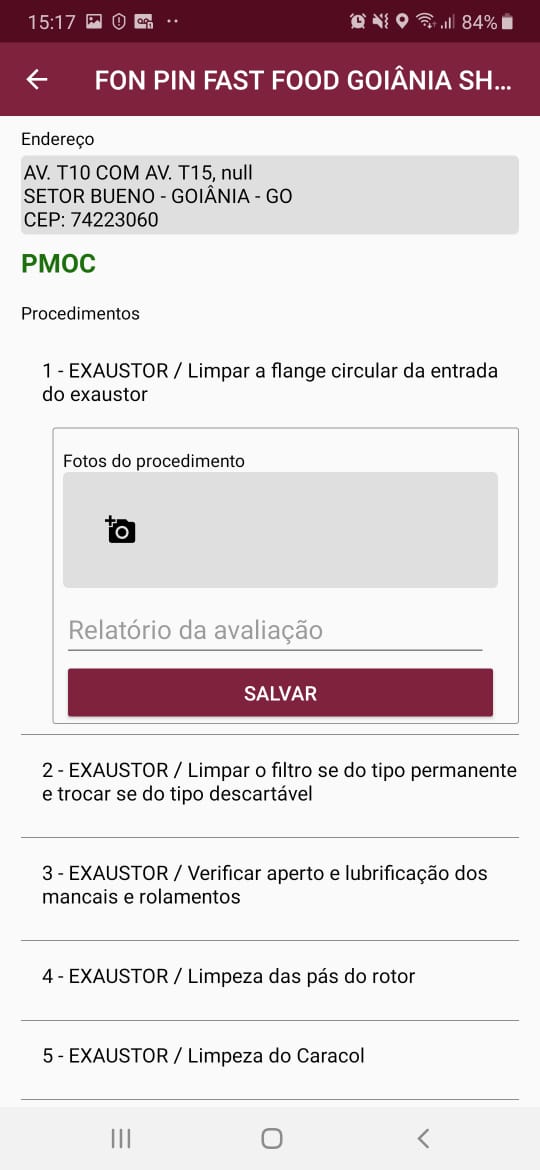 15:17
84%
FON PIN FAST FOOD GOIÂNIA SH...
Endereço
AV. T10 COM AV. T15, null
SETOR BUENO - GOIÂNIA - GO
CEP: 74223060
PMOC
Procedimentos
1 - EXAUSTOR / Limpar a flange circular da entrada
do exaustor
Fotos do procedimento
Relatório da avaliação
SALVAR
2 - EXAUSTOR / Limpar o filtro se do tipo permanente
e trocar se do tipo descartável
3 - EXAUSTOR / Verificar aperto e lubrificação dos
mancais e rolamentos
4 - EXAUSTOR / Limpeza das pás do rotor
5 - EXAUSTOR / Limpeza do Caracol